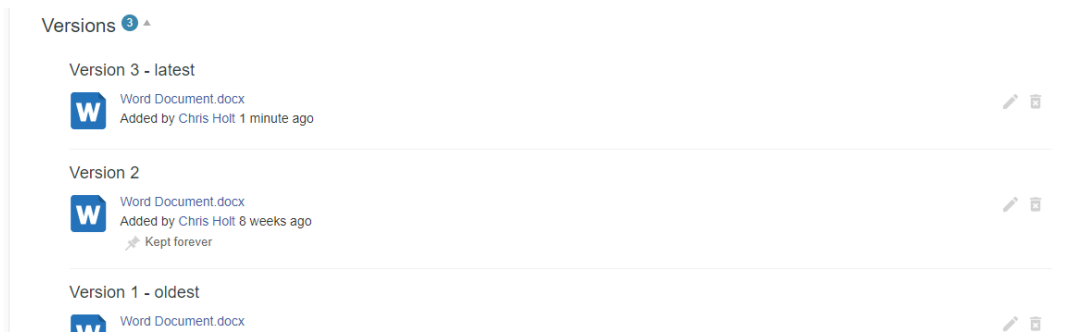 Versions 3
Version 3 - latest
W
Word Document.docx
Added by Chris Holt 1 minute ago
Version 2
W
Word Document.docx
Added by Chris Holt 8 weeks ago
Kept forever
Version 1 - oldest
W
Word Document.docx